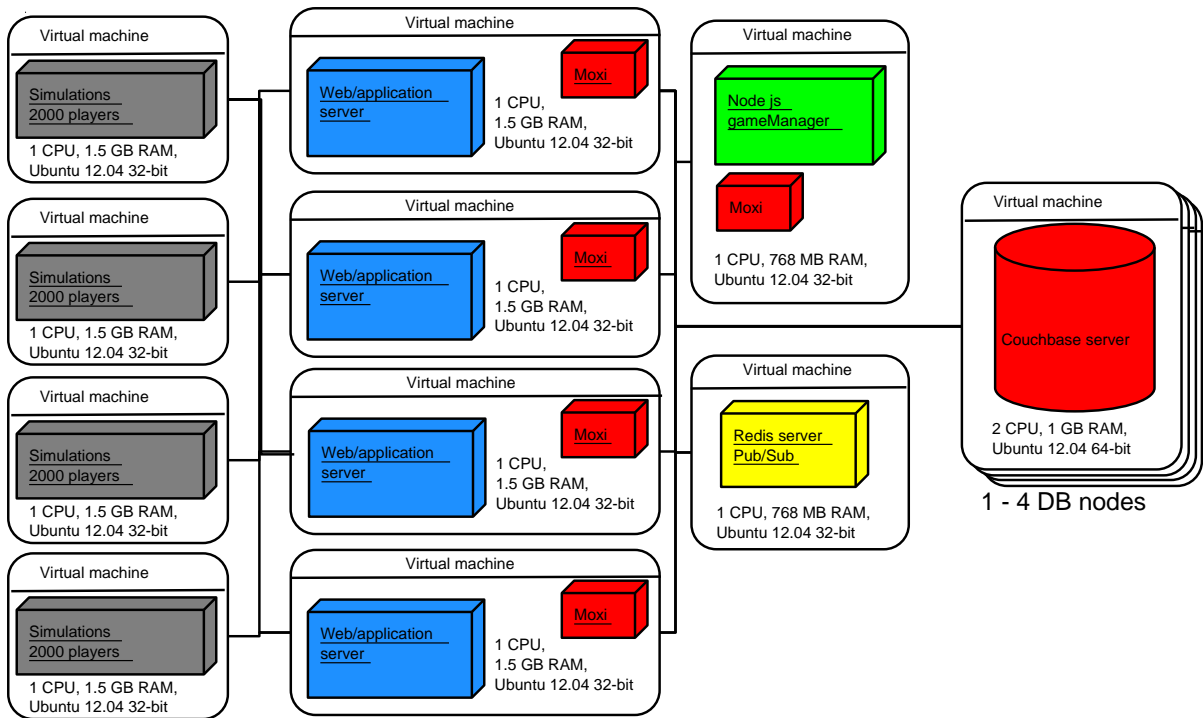 Virtual machine
Simulations
2000 players
1 CPU, 1.5 GB RAM,
Ubuntu 12.04 32-bit
Virtual machine
Simulations
2000 players
1 CPU, 1.5 GB RAM,
Ubuntu 12.04 32-bit
Virtual machine
Simulations
2000 players
1 CPU, 1.5 GB RAM,
Ubuntu 12.04 32-bit
Virtual machine
Simulations
2000 players
1 CPU, 1.5 GB RAM,
Ubuntu 12.04 32-bit
Virtual machine
Web/application
server
Moxi
1 CPU,
1.5 GB RAM,
Ubuntu 12.04 32-bit
Virtual machine
Web/application
server
Moxi
1 CPU,
1.5 GB RAM,
Ubuntu 12.04 32-bit
Virtual machine
Web/application
server
Moxi
1 CPU,
1.5 GB RAM,
Ubuntu 12.04 32-bit
Virtual machine
Web/application
server
Moxi
1 CPU,
1.5 GB RAM,
Ubuntu 12.04 32-bit
Virtual machine
Node js
gameManager
Moxi
1 CPU, 768 MB RAM,
Ubuntu 12.04 32-bit
Virtual machine
Redis server
Pub/Sub
1 CPU, 768 MB RAM,
Ubuntu 12.04 32-bit
Virtual machine
Couchbase server
2 CPU, 1 GB RAM,
Ubuntu 12.04 64-bit
1 - 4 DB nodes